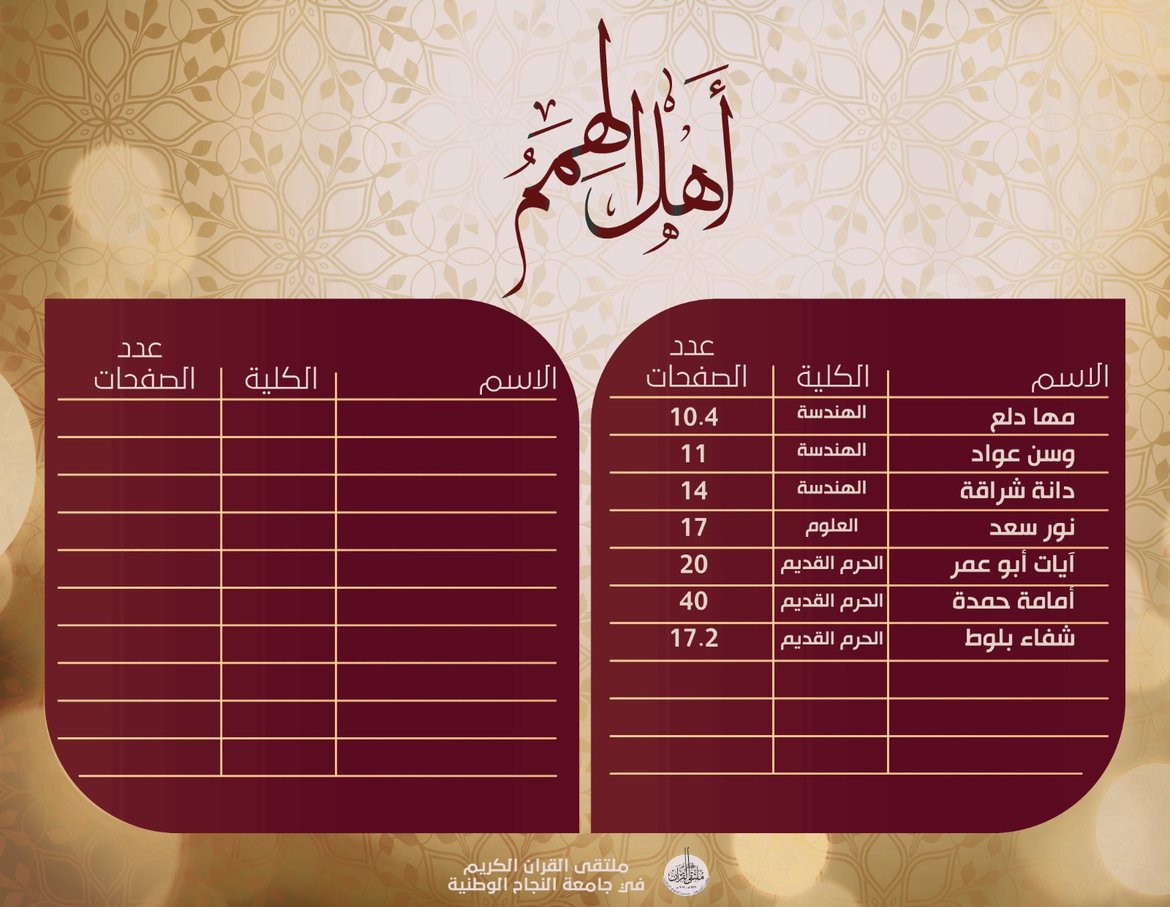 أهل الهمم
الاسم الكلية عدد الصفحات
مها دلع الهندسة 10.4
وسن عواد الهندسة 11
دانة شراقة الهندسة 14
نور سعد العلوم 17
آيات أبو عمر الحرم القديم 20
أمامة حمدة الحرم القديم 40
شفاء بلوط الحرم القديم 17.2
الاسم الكلية عدد الصفحات
ملتقى القران الكريم
في جامعة النجاح الوطنية